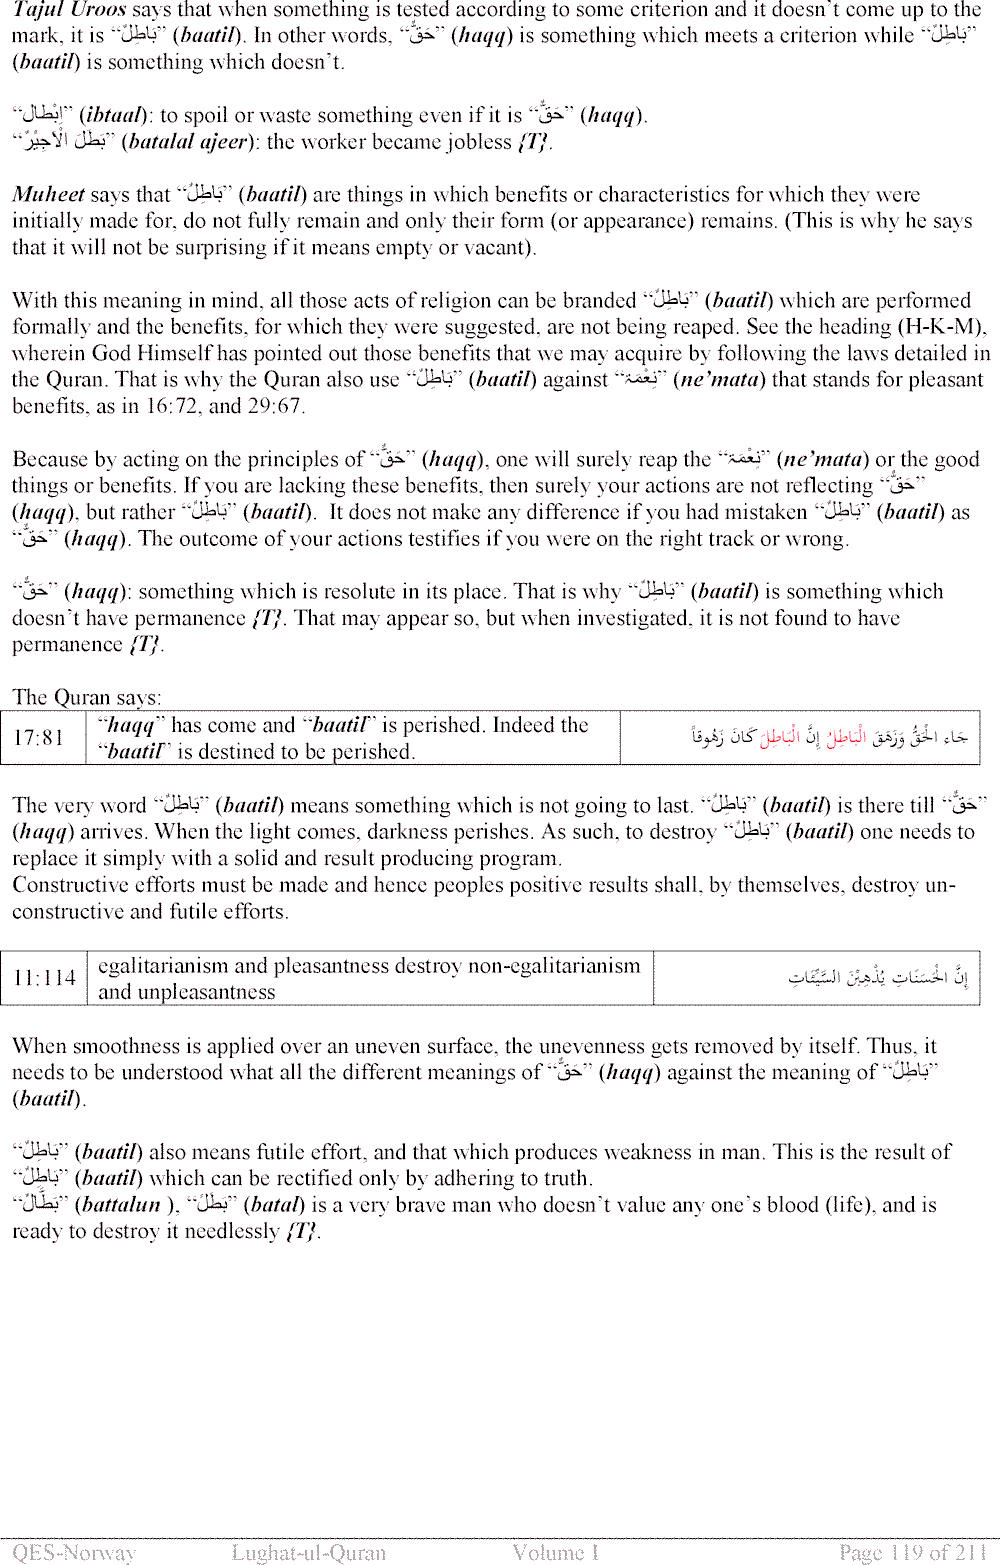 Tajul Uroos says that when something is tested according to some criterion and it doesn't come up to the
mark, it is “بَاطِلٌ” (baatil). In other words, “حَقٌّ” (haqq) is something which meets a criterion while “بَاطِلٌ”
(baatil) is something which doesn't.
“اِبْطَال” (ibtaal): to spoil or waste something even if it is “حَقٌّ” (haqq).
“بَطَلَ الْاَجِيْرُ” (batalal ajeer): the worker became jobless {T}.
Muheet says that “بَاطِلٌ” (baatil) are things in which benefits or characteristics for which they were
initially made for, do not fully remain and only their form (or appearance) remains. (This is why he says
that it will not be surprising if it means empty or vacant).
With this meaning in mind, all those acts of religion can be branded “بَاطِلٌ” (baatil) which are performed
formally and the benefits, for which they were suggested, are not being reaped. See the heading (H-K-M),
wherein God Himself has pointed out those benefits that we may acquire by following the laws detailed in
the Quran. That is why the Quran also use “بَاطِلٌ” (baatil) against “نِعْمَۃ” (ne'mata) that stands for pleasant
benefits, as in 16:72, and 29:67.
Because by acting on the principles of “حَقٌّ” (haqq), one will surely reap the “نِعْمَۃ” (ne'mata) or the good
things or benefits. If you are lacking these benefits, then surely your actions are not reflecting “حَقٌّ”
(haqq), but rather “بَاطِلٌ” (baatil). It does not make any difference if you had mistaken “بَاطِلٌ” (baatil) as
“حَقٌّ” (haqq). The outcome of your actions testifies if you were on the right track or wrong.
“حَقٌّ” (haqq): something which is resolute in its place. That is why “بَاطِلٌ” (baatil) is something which
doesn't have permanence {T}. That may appear so, but when investigated, it is not found to have
permanence {T}.
The Quran says:
17:81 “haqq” has come and “baatil” is perished. Indeed the
“baatil” is destined to be perished.
جَاء الْحَقُّ وَزَهَقَ الْبَاطِلُ إِنَّ الْبَاطِلَ كَانَ زَهُوقاً
The very word “بَاطِلٌ” (baatil) means something which is not going to last. “بَاطِلٌ” (baatil) is there till “حَقٌّ”
(haqq) arrives. When the light comes, darkness perishes. As such, to destroy “بَاطِلٌ” (baatil) one needs to
replace it simply with a solid and result producing program.
Constructive efforts must be made and hence peoples positive results shall, by themselves, destroy un-
constructive and futile efforts.
11:114 egalitarianism and pleasantness destroy non-egalitarianism
and unpleasantness
إِنَّ الْحَسَنَاتِ يُذْهِبْنَ السَّيِّئَاتِ
When smoothness is applied over an uneven surface, the unevenness gets removed by itself. Thus, it
needs to be understood what all the different meanings of “حَقٌّ” (haqq) against the meaning of “بَاطِلٌ”
(baatil).
“بَاطِلٌ” (baatil) also means futile effort, and that which produces weakness in man. This is the result of
“بَاطِلٌ” (baatil) which can be rectified only by adhering to truth.
“بَطَّالٌ” (battalun ), “بَطَلٌ” (batal) is a very brave man who doesn't value any one's blood (life), and is
ready to destroy it needlessly {T}.
QES-Norway Lughat-ul-Quran Volume I Page 119 of 211